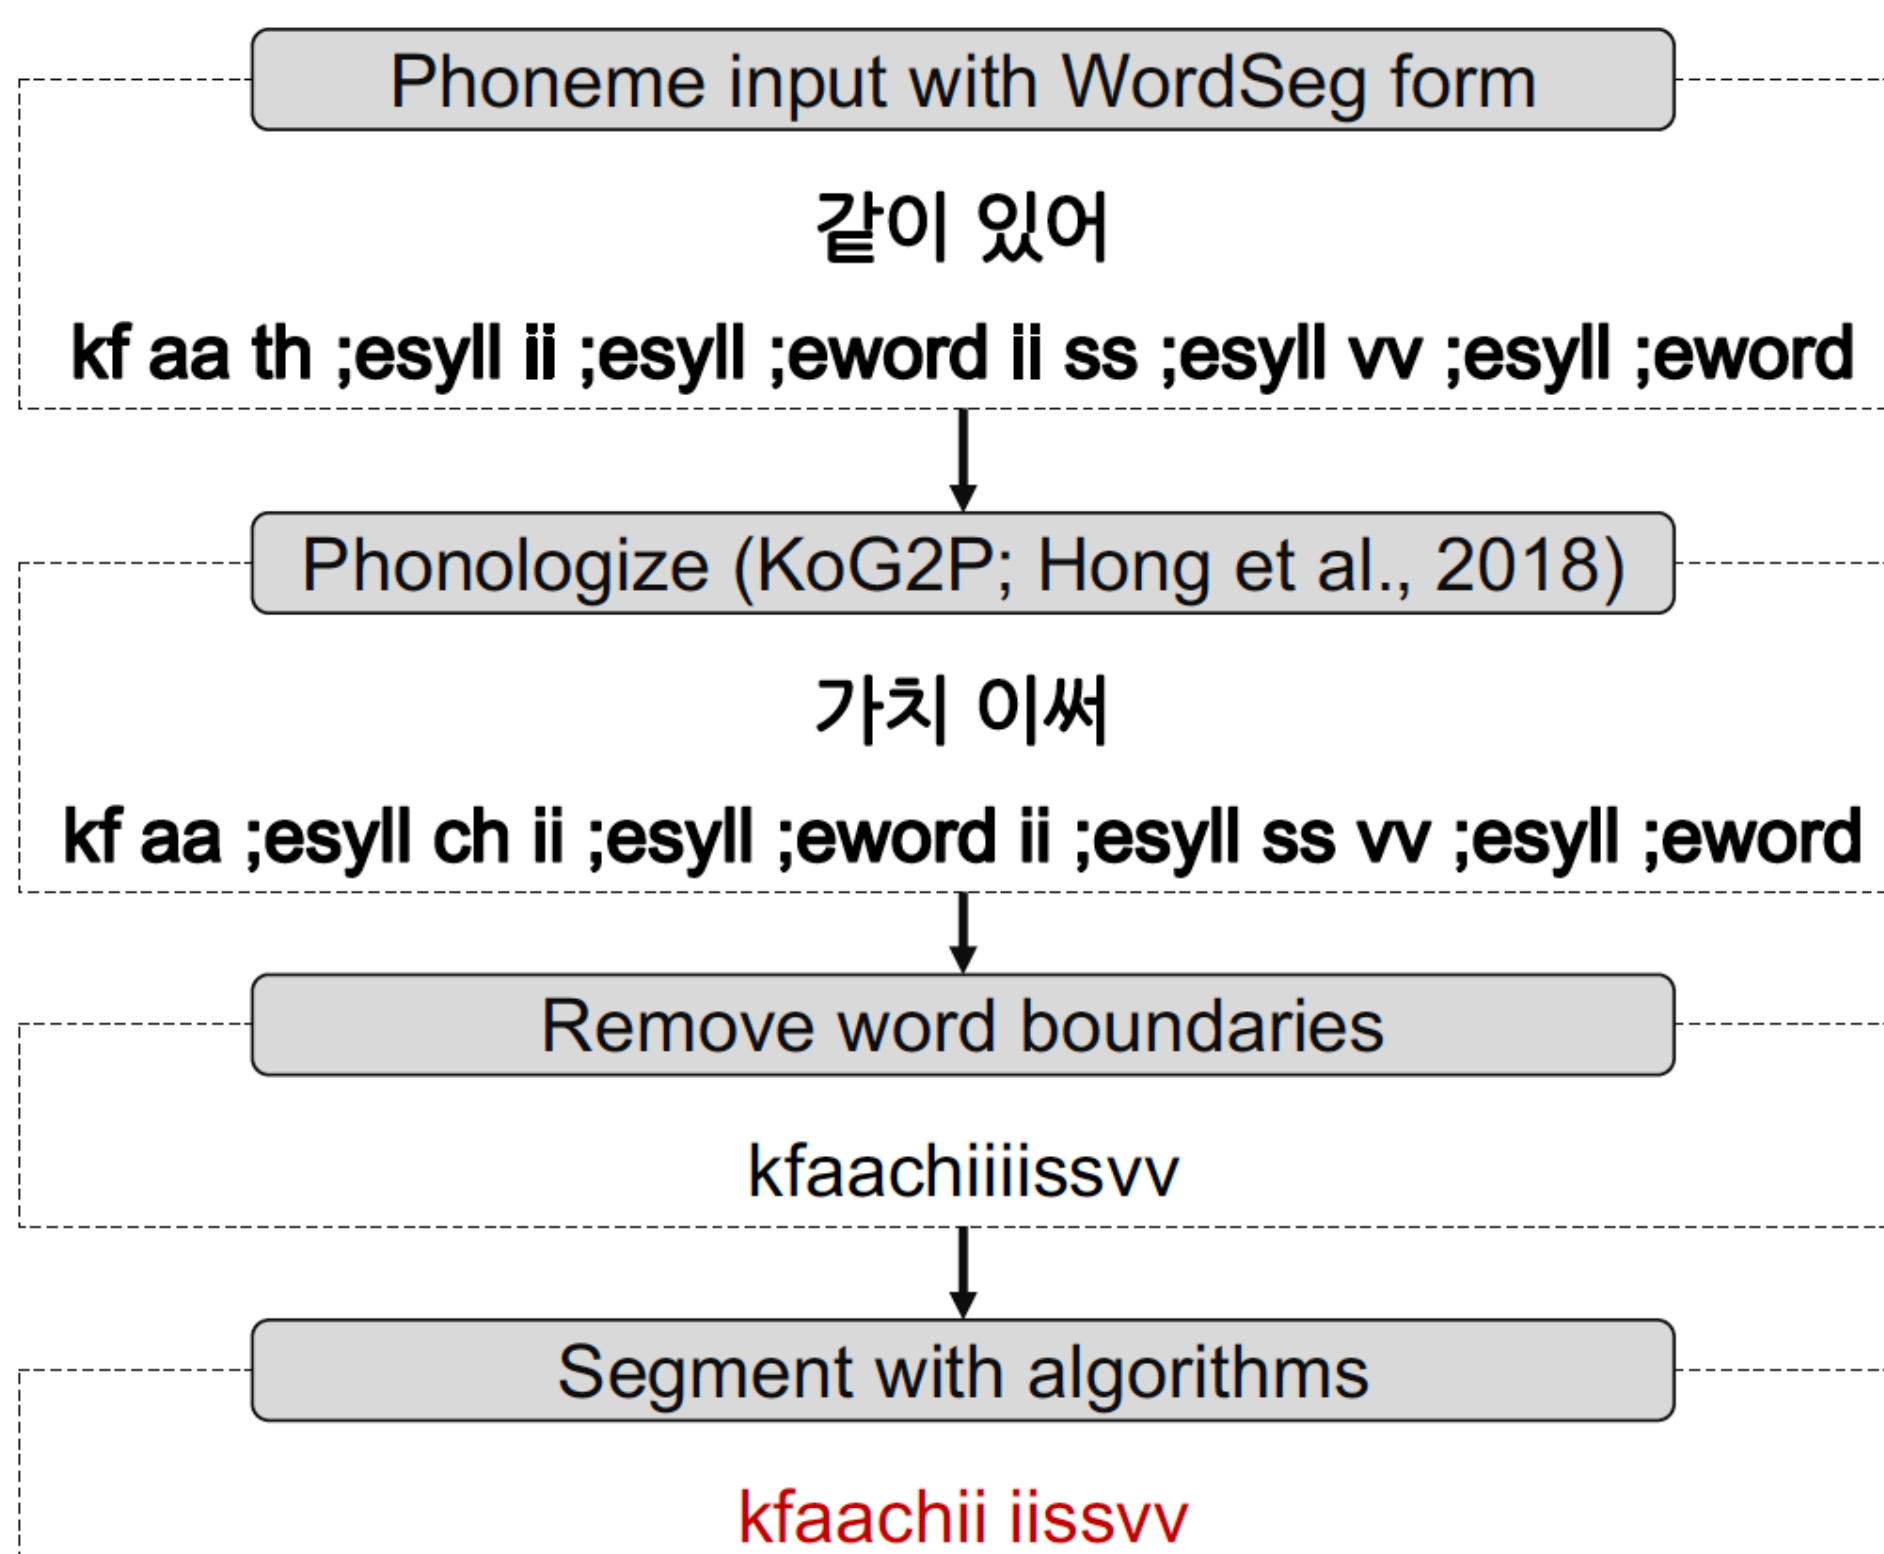 Phoneme input with WordSeg form
같이 있어
kf aa th ;esyll ii ;esyll ;eword ii ss ;esyll vv ;esyll ;eword
Phonologize (KoG2P; Hong et al., 2018)
가치 이써
kf aa ;esyll ch ii ;esyll ;eword ii ;esyll ss vv ;esyll ;eword
Remove word boundaries
kfaachiiiissvv
Segment with algorithms
kfaachii iissvv